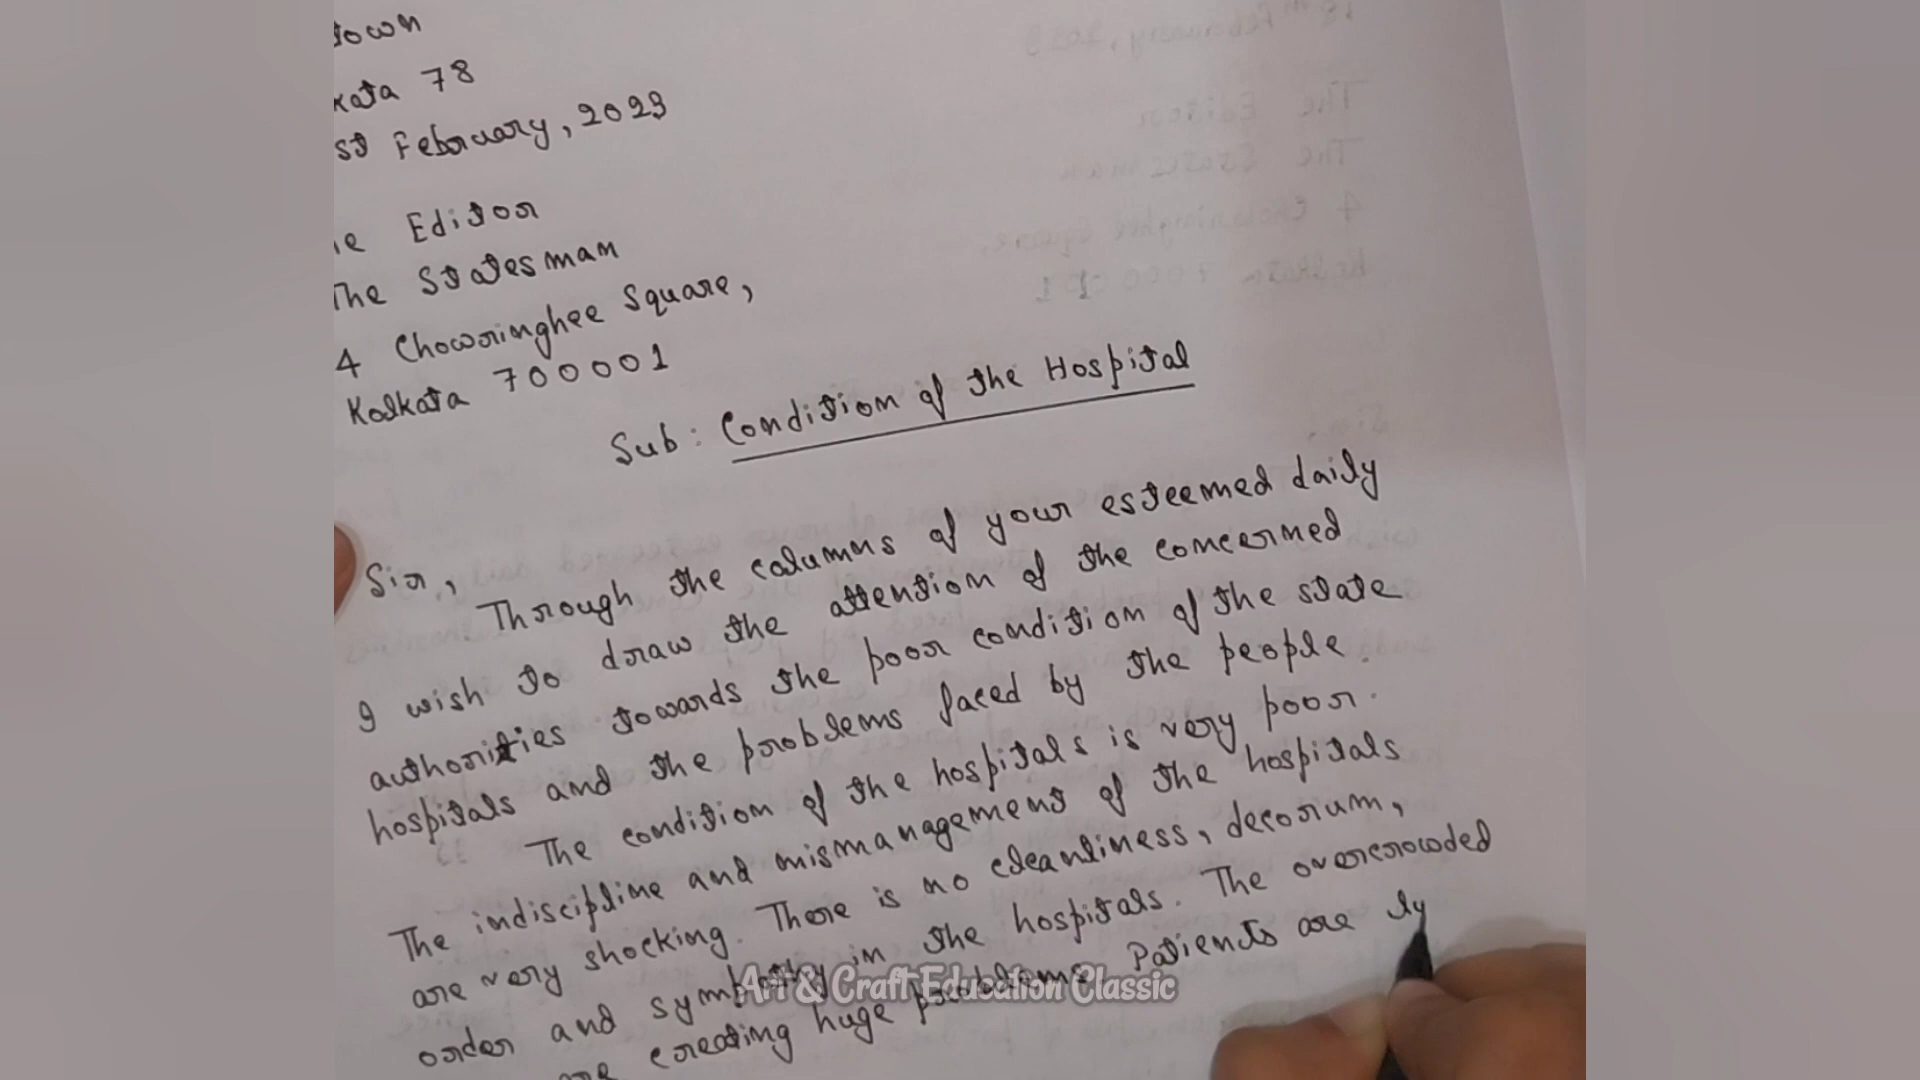 town
kata 78
st February, 2023
The Editor
The Statesman
4 Chowringhee Square,
Kolkata 700001
Sub: Condition of the Hospital
Sir,
Through the columns of your esteemed daily
I wish to draw the attention of the concerned
authorities towards the poor condition of the state
hospitals and the problems faced by the people.
The condition of the hospitals is very poor.
The indiscipline and mismanagement of the hospitals
are very shocking. There is no cleanliness, decorum,
order and sympathy in the hospitals. The overcrowded
are creating huge problems. Patients are ly
Art & Craft Education Classic